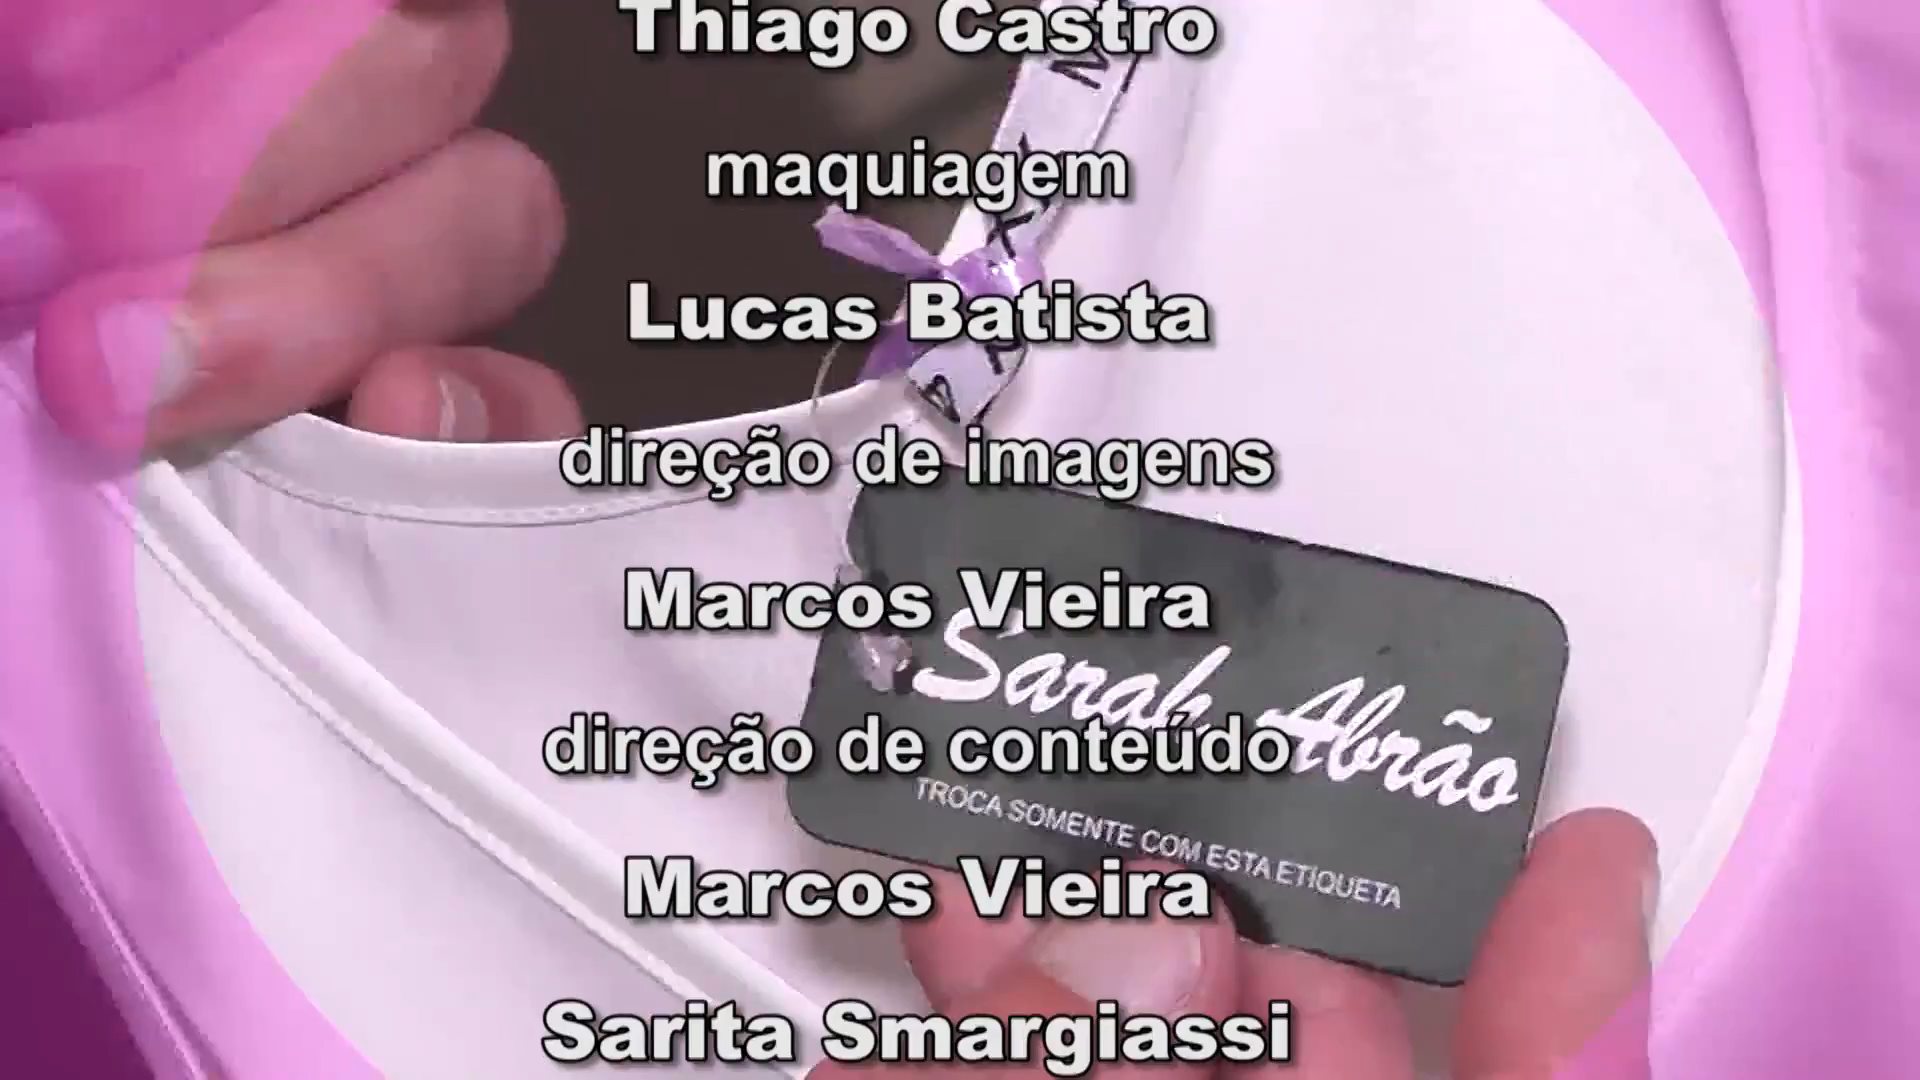 Thiago Castro
maquiagem
Lucas Batista
direção de imagens
Marcos Vieira
Sarah Abrão
direção de conteúdo
TROCA SOMENTE COM ESTA ETIQUETA
Marcos Vieira
Sarita Smargiassi